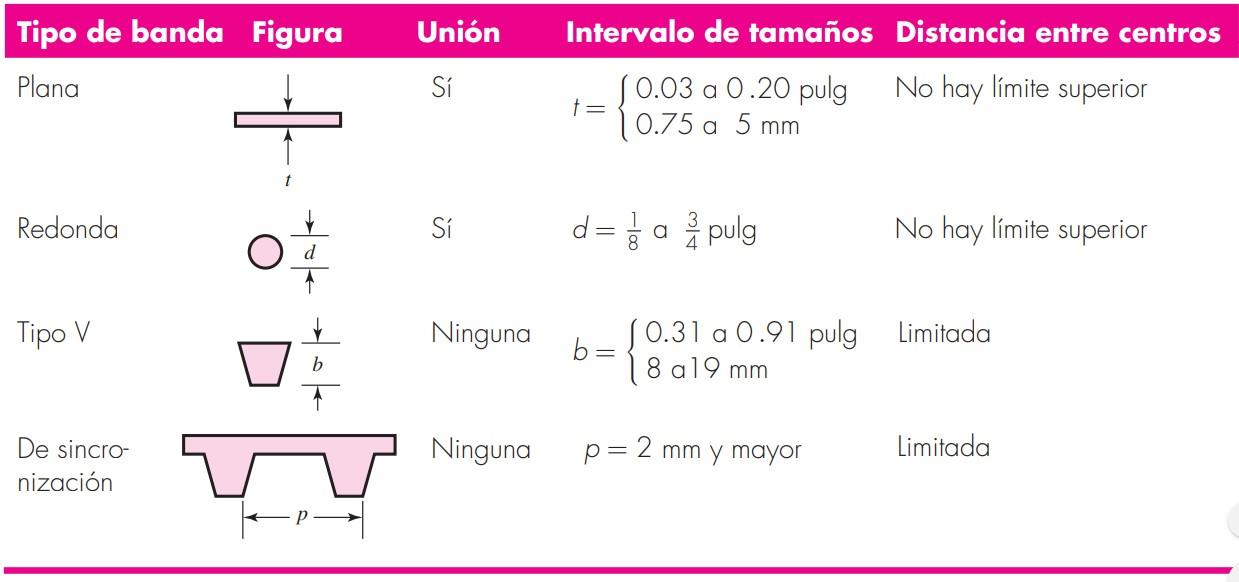 Tipo de banda Figura Unión Intervalo de tamaños Distancia entre centros
Plana Sí t = { 0.03 a 0.20 pulg No hay límite superior
0.75 a 5 mm
t
Redonda Sí d = 1/8 a 3/4 pulg No hay límite superior
d
Tipo V Ninguna b = { 0.31 a 0.91 pulg Limitada
8 a19 mm
b
De sincro- Ninguna p = 2 mm y mayor Limitada
nización
p